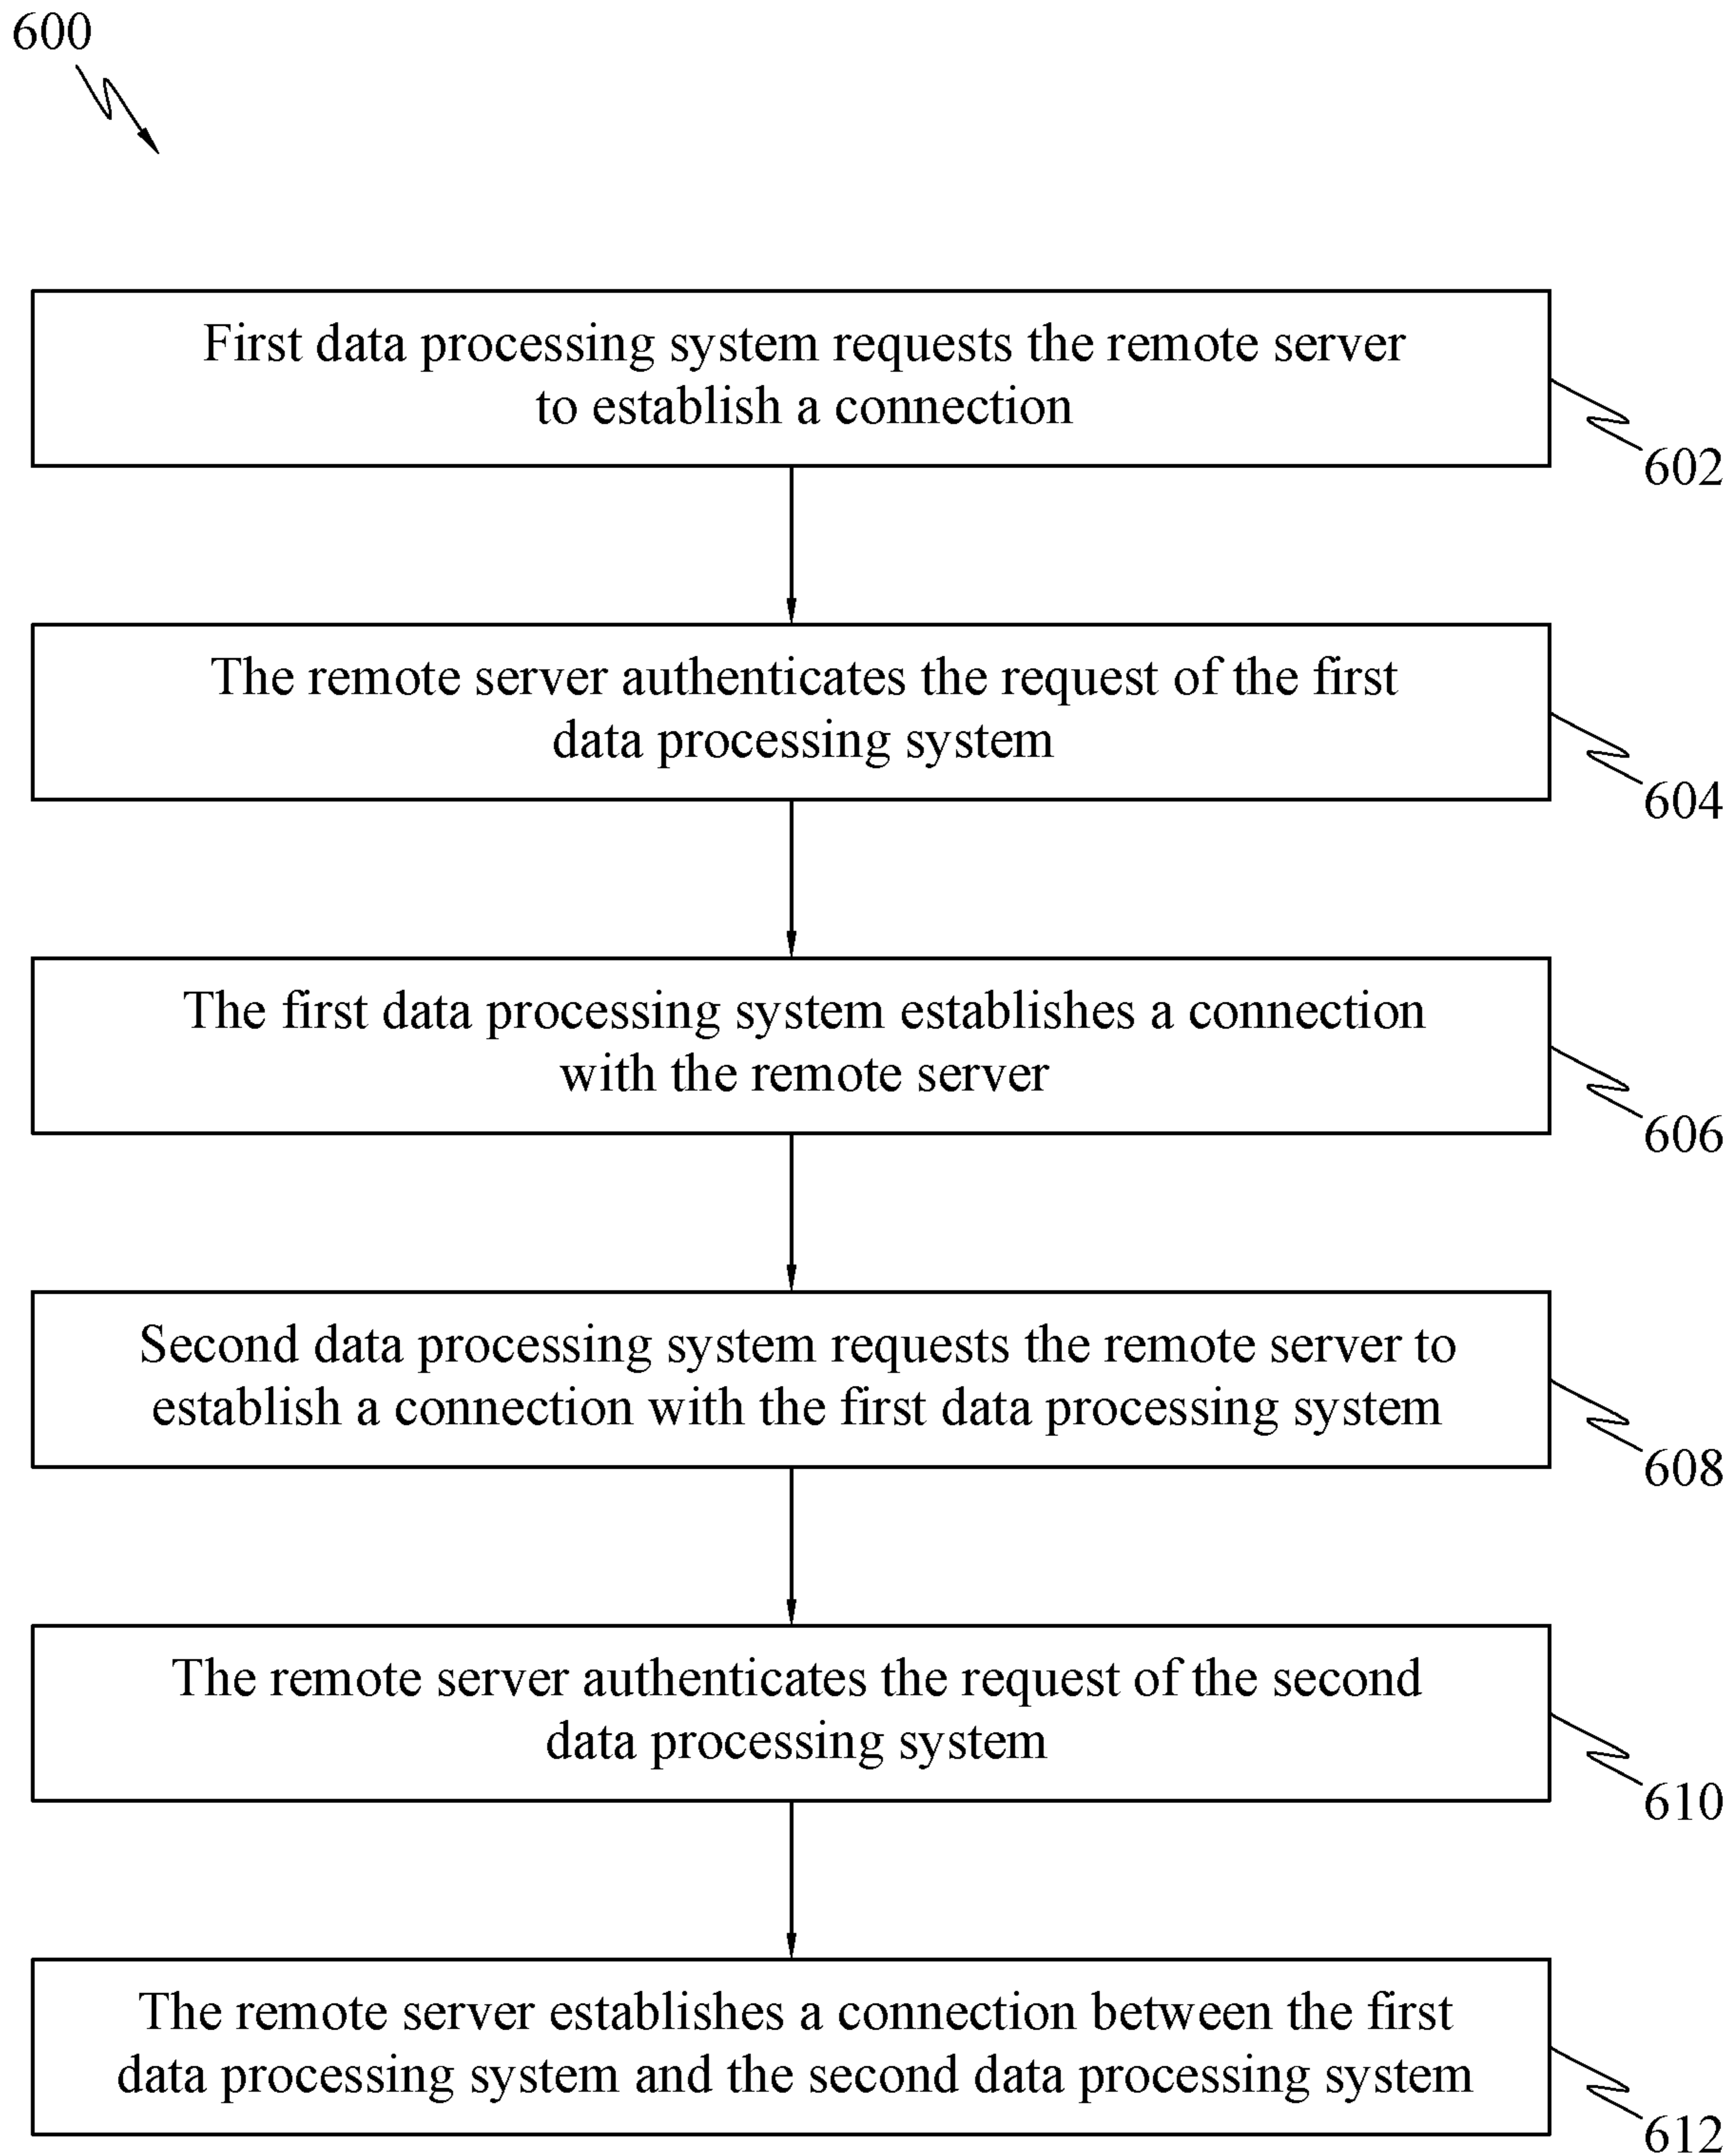 600
First data processing system requests the remote server
to establish a connection
602
The remote server authenticates the request of the first
data processing system
604
The first data processing system establishes a connection
with the remote server
606
Second data processing system requests the remote server to
establish a connection with the first data processing system
608
The remote server authenticates the request of the second
data processing system
610
The remote server establishes a connection between the first
data processing system and the second data processing system
612